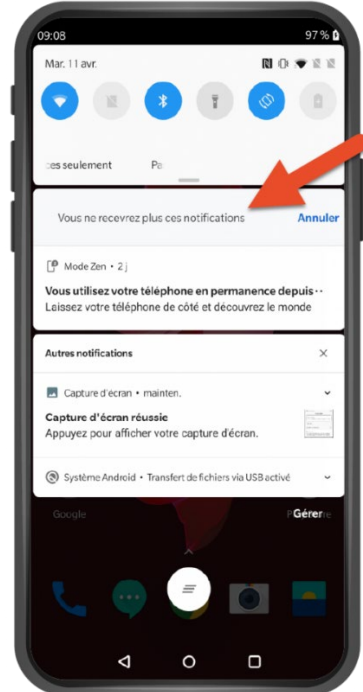 09:08 97 %
Mar. 11 avr.
es seulement Pa
Vous ne recevrez plus ces notifications Annuler
Mode Zen • 2 j
Vous utilisez votre téléphone en permanence depuis··
Laissez votre téléphone de côté et découvrez le monde
Autres notifications ×
Capture d'écran • mainten.
Capture d'écran réussie
Appuyez pour afficher votre capture d'écran.
Système Android • Transfert de fichiers via USB activé
Google Gérer